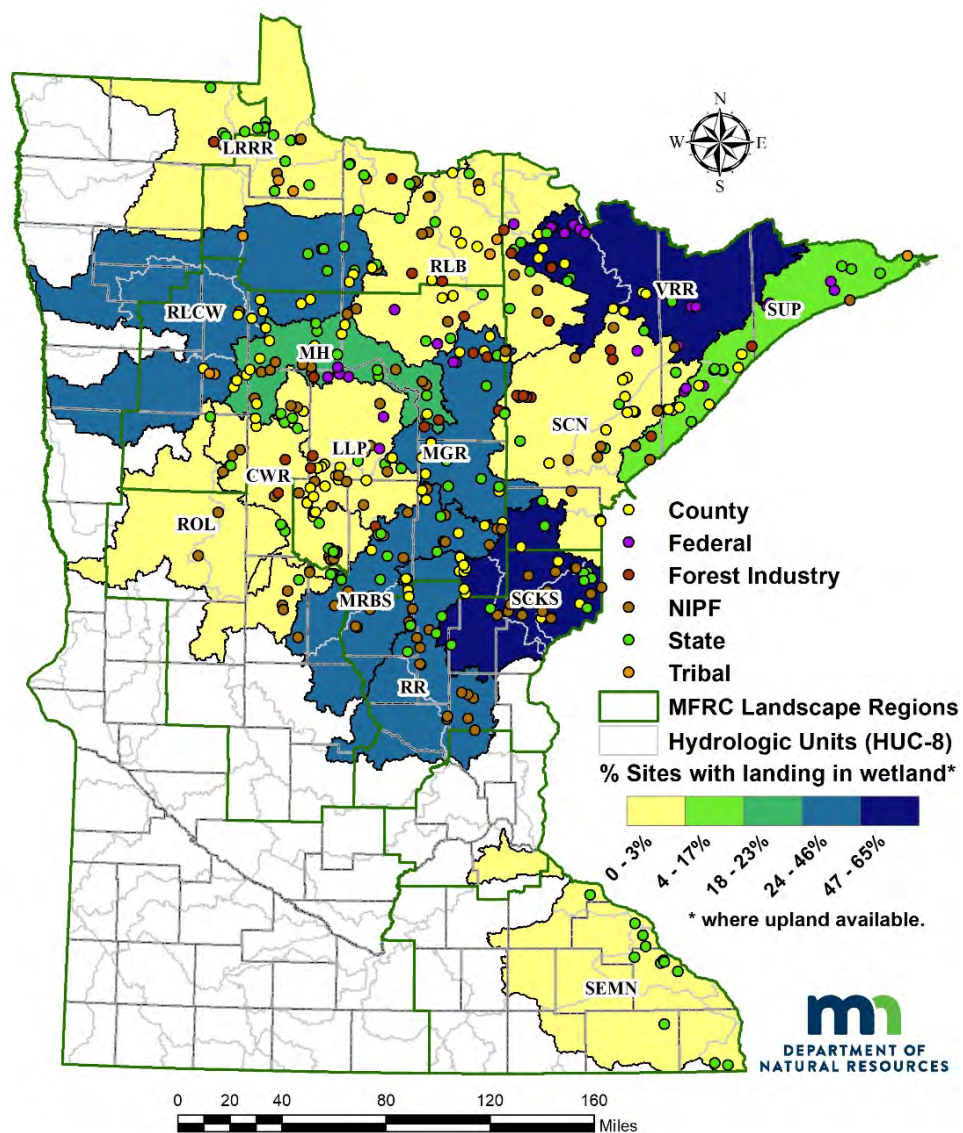 N
W E
S
LRRR
RLB
VRR
SUP
RLCW
MH
SCN
LLP
MGR
CWR
ROL
MRBS
SCKS
RR
SEMN
County
Federal
Forest Industry
NIPF
State
Tribal
MFRC Landscape Regions
Hydrologic Units (HUC-8)
% Sites with landing in wetland*
0 - 3%
4 - 17%
18 - 23%
24 - 46%
47 - 65%
* where upland available.
mn
DEPARTMENT OF
NATURAL RESOURCES
0 20 40 80 120 160
Miles